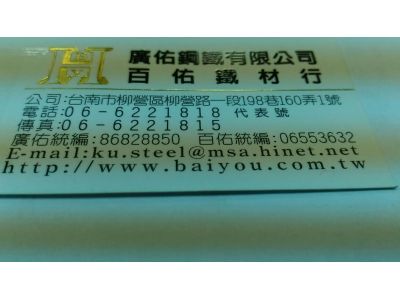 廣佑鋼鐵有限公司
百佑鐵材行
公司:台南市柳營區柳營路一段198巷160弄1號
電話:06-6221818 代表號
傳真:06-6221815
廣佑統編:86828850 百佑統編:06553632
E-mail:ku.steel@msa.hinet.net
http://www.baiyou.com.tw